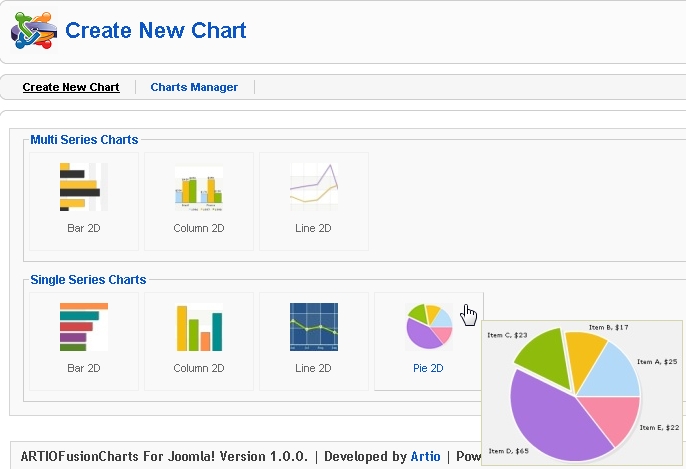 Create New Chart
Create New Chart
Charts Manager
Multi Series Charts
Bar 2D
Column 2D
Line 2D
Single Series Charts
Bar 2D
Column 2D
Line 2D
Pie 2D
Item C, $23
Item B, $17
Item A, $25
Item E, $22
Item D, $65
ARTIOFusionCharts For Joomla! Version 1.0.0. | Developed by Artio | Pow